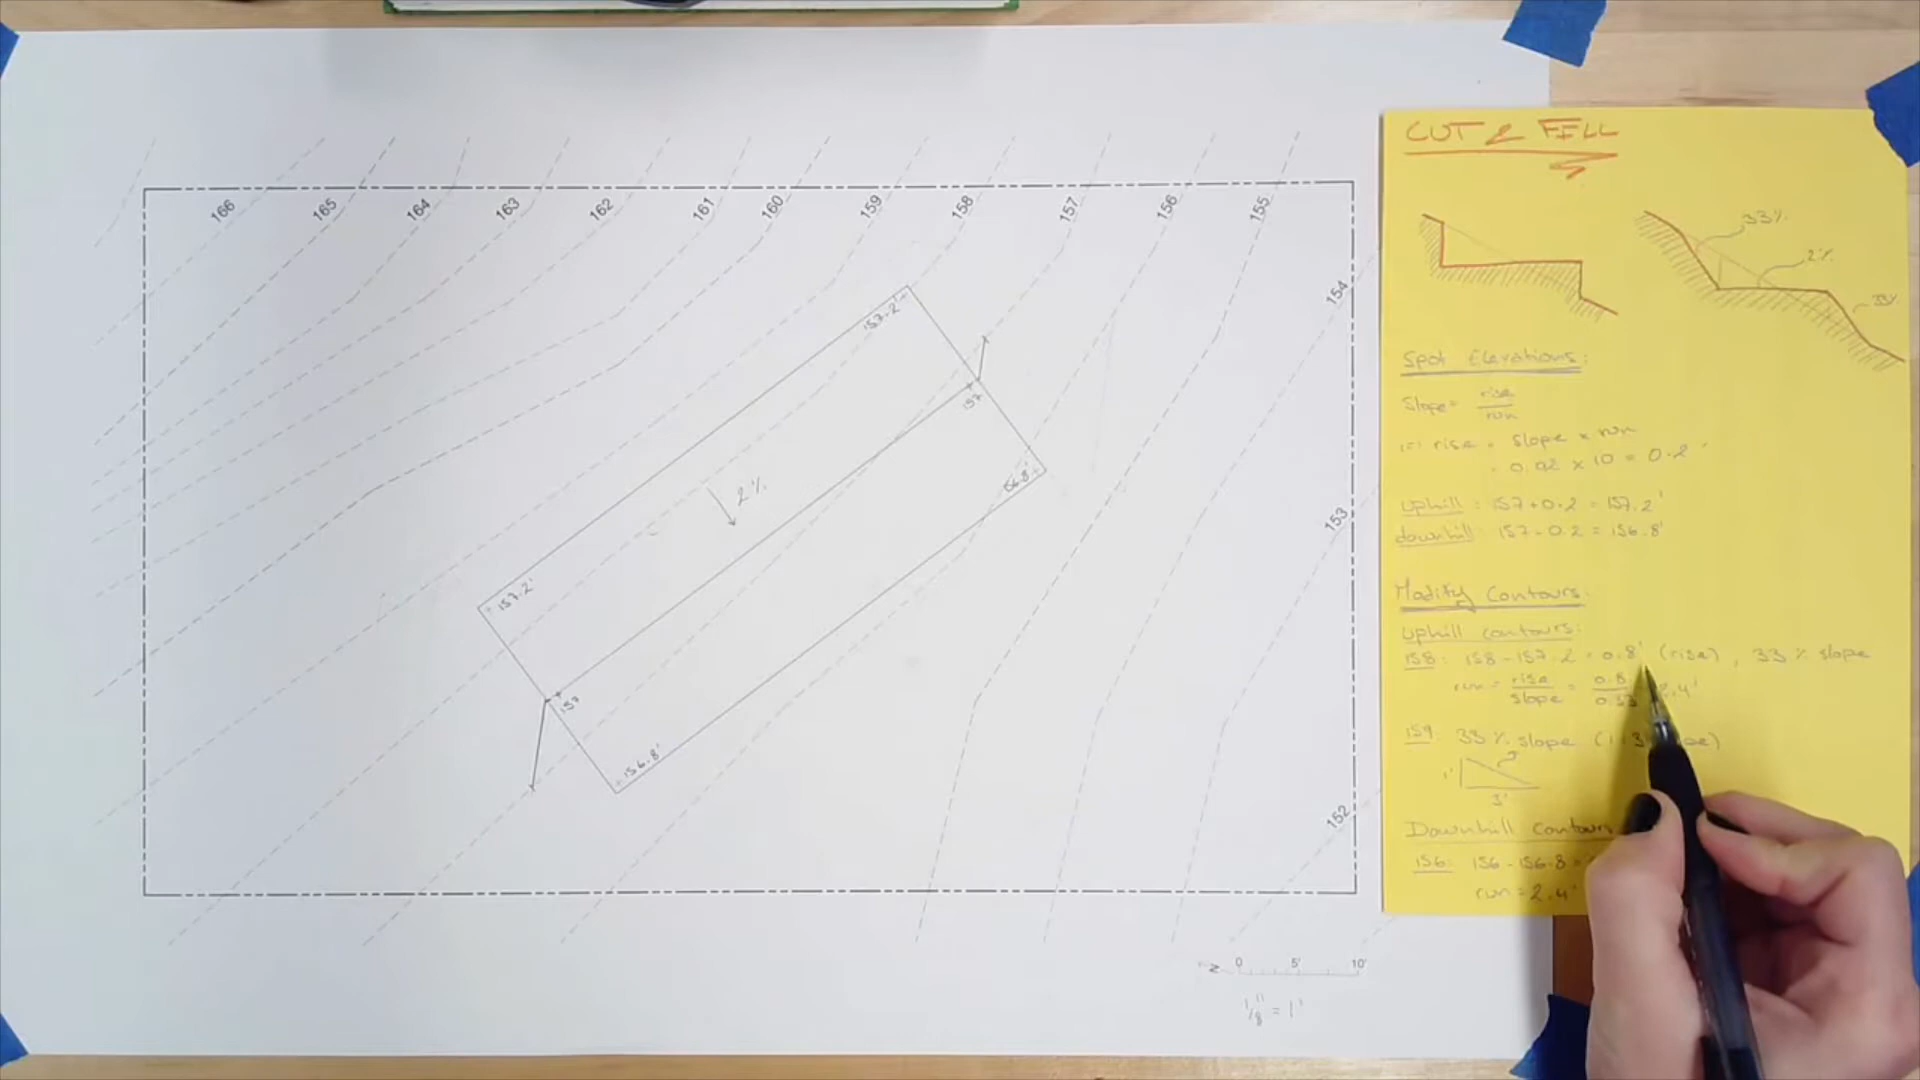 CUT & FILL
166
165
164
163
162
161
160
159
158
157
156
155
154
153
152
157.2'
157
156.8'
2%
157.2'
157
156.8'
33%
2%
33%
Spot Elevations:
Slope = rise
run
rise = slope x run
= 0.02 x 10 = 0.2'
uphill: 157+0.2 = 157.2'
downhill: 157-0.2 = 156.8'
Modify Contours:
Uphill contours:
158: 158-157.2 = 0.8' (rise), 33% slope
run = rise = 0.8
slope
159: 33% slope
1'
3'
Downhill Contours
156: 156-156.8 =
run = 2.4'
N 0 5' 10'
1/8" = 1'